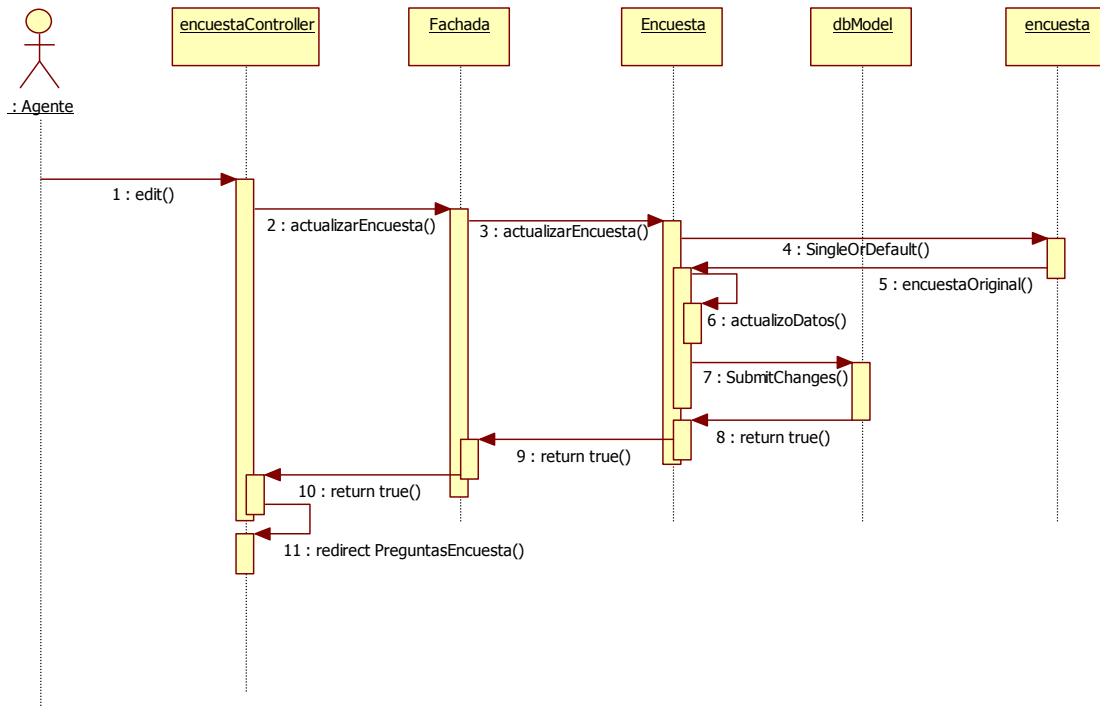 encuestaController
Fachada
Encuesta
dbModel
encuesta
: Agente
1 : edit()
2 : actualizarEncuesta()
3 : actualizarEncuesta()
4 : SingleOrDefault()
5 : encuestaOriginal()
6 : actualizoDatos()
7 : SubmitChanges()
8 : return true()
9 : return true()
10 : return true()
11 : redirect PreguntasEncuesta()